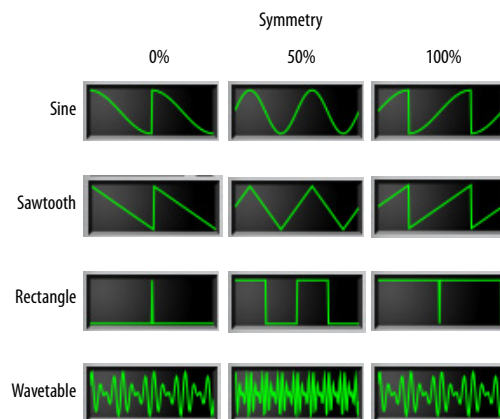 Symmetry
0% 50% 100%
Sine
Sawtooth
Rectangle
Wavetable